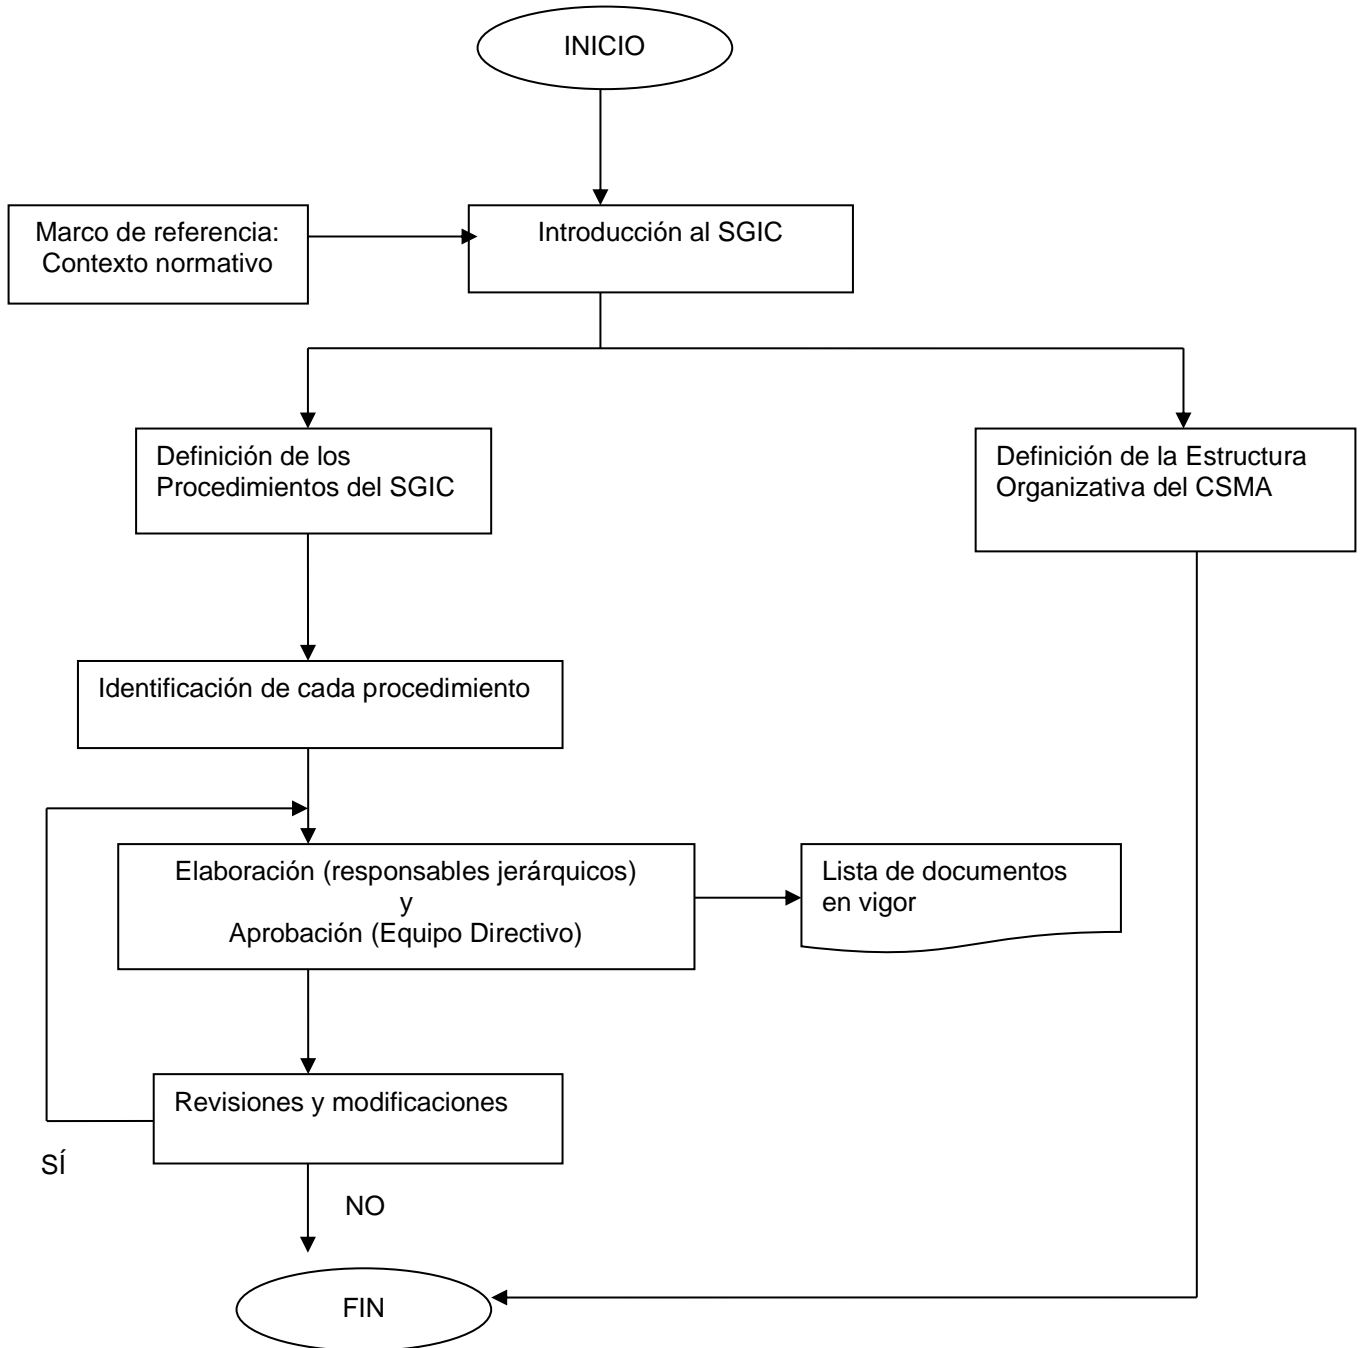 INICIO
Marco de referencia:
Contexto normativo
Introducción al SGIC
Definición de los
Procedimientos del SGIC
Definición de la Estructura
Organizativa del CSMA
Identificación de cada procedimiento
Elaboración (responsables jerárquicos)
y
Aprobación (Equipo Directivo)
Lista de documentos
en vigor
Revisiones y modificaciones
SÍ
NO
FIN